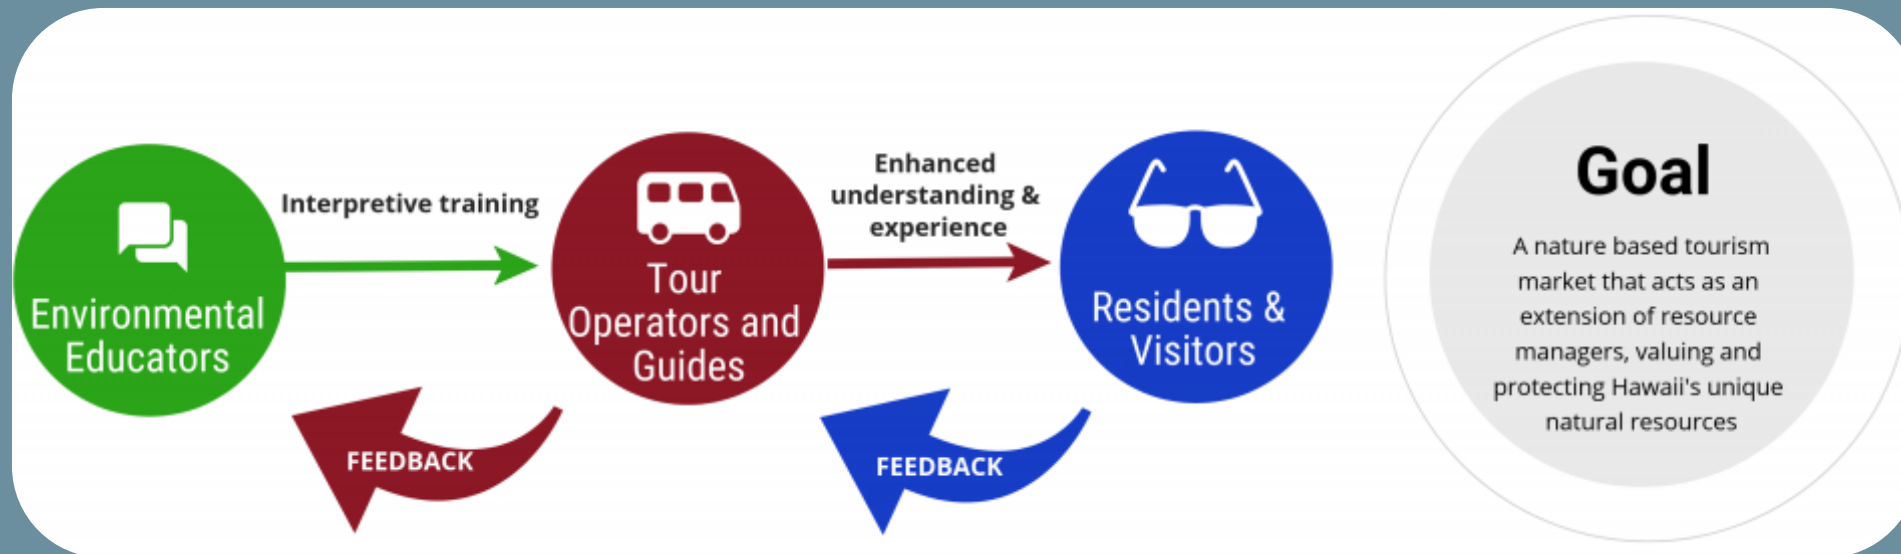 Environmental
Educators
Interpretive training
Tour
Operators and
Guides
Enhanced
understanding &
experience
Residents &
Visitors
FEEDBACK
FEEDBACK
Goal
A nature based tourism
market that acts as an
extension of resource
managers, valuing and
protecting Hawaii's unique
natural resources